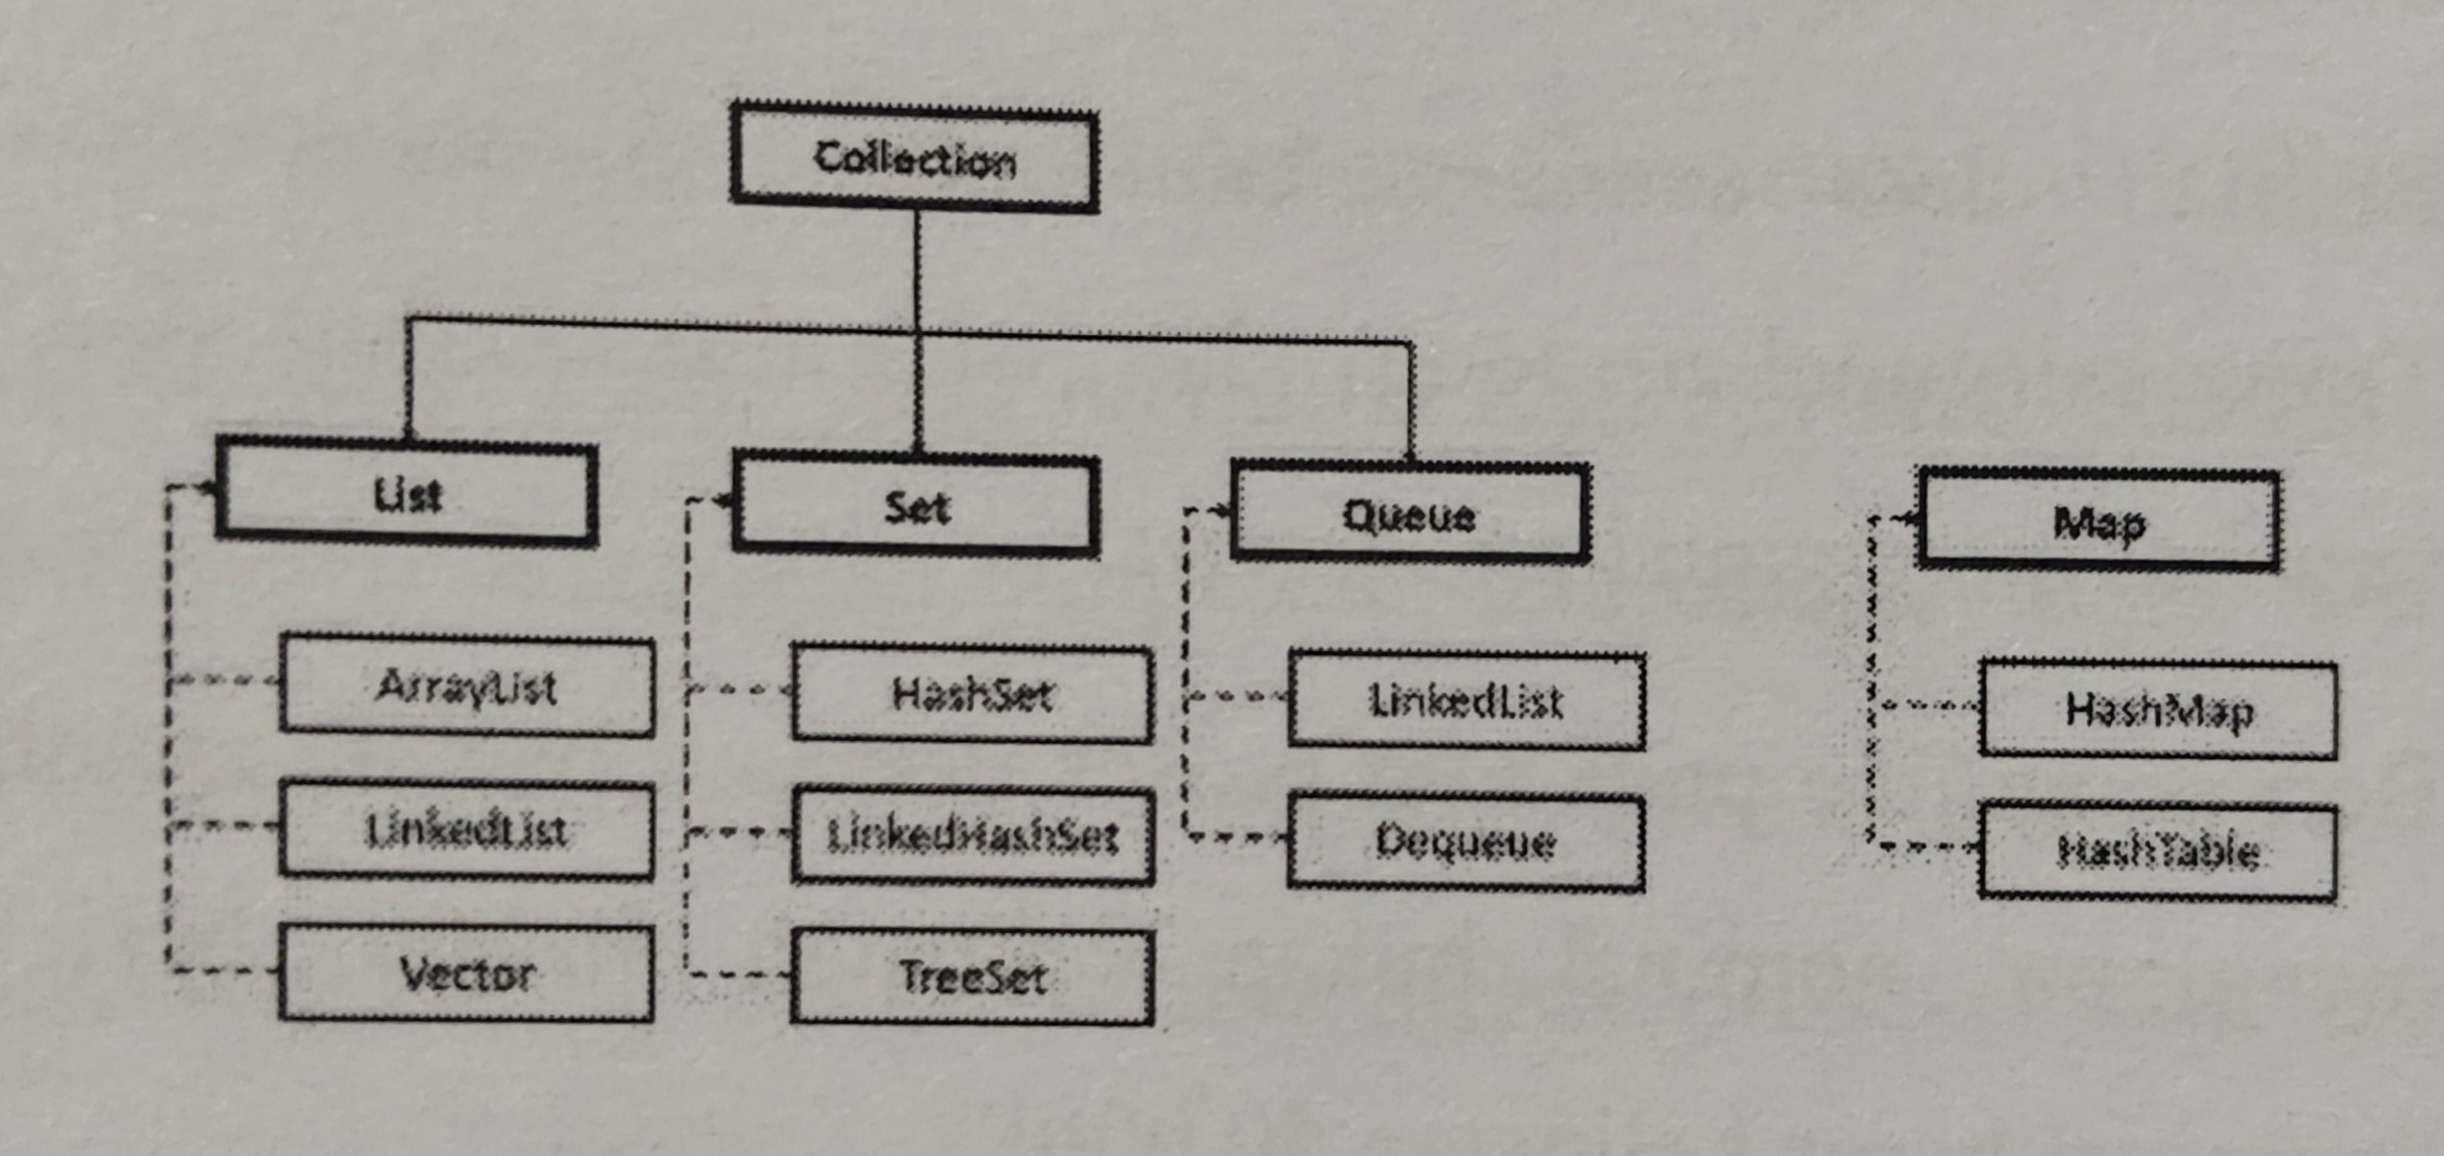 Collection
List
Set
Queue
Map
ArrayList
HashSet
LinkedList
HashMap
LinkedList
LinkedHashSet
Dequeue
HashTable
Vector
TreeSet